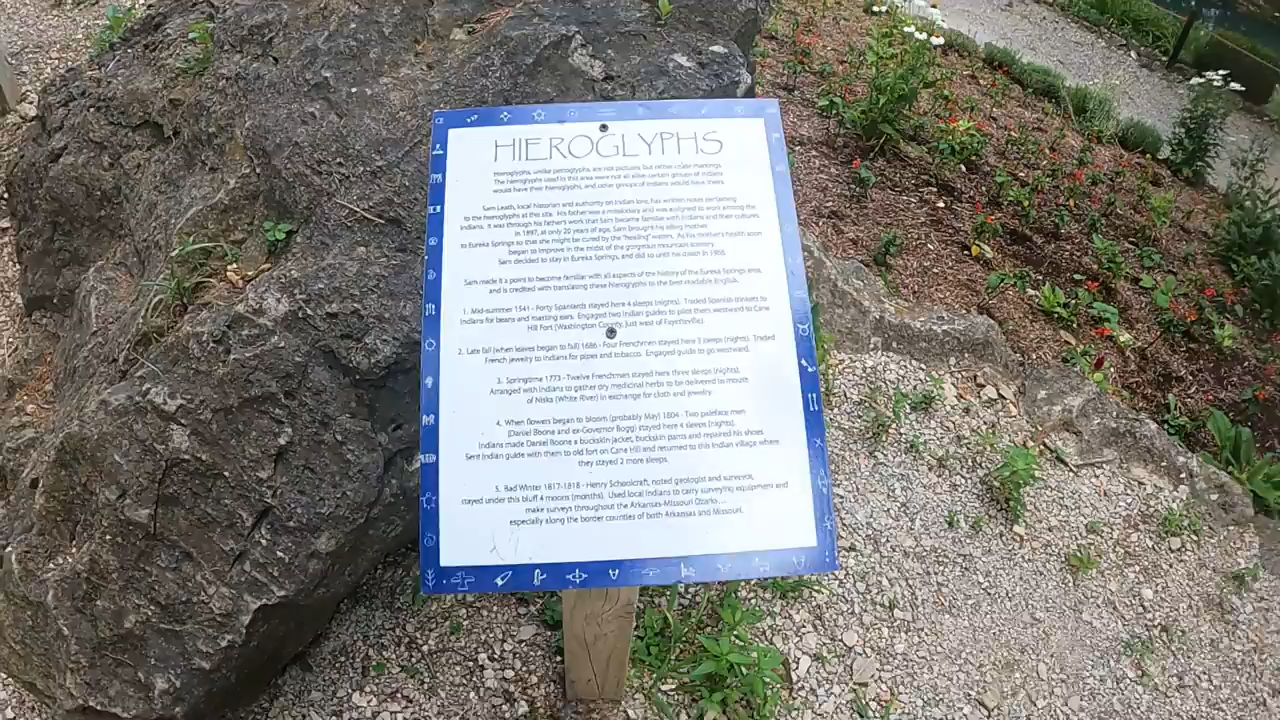 HIEROGLYPHS
Hieroglyphs, unlike petroglyphs, are not pictures, but rather crude markings.
The hieroglyphs used in this area were not all alike; certain groups of Indians
would have their hieroglyphs, and other groups of Indians would have theirs.
Sam Leath, local historian and authority on Indian lore, has written notes pertaining
to the hieroglyphs at this site. His father was a missionary and was assigned to work among the
Indians. It was through his father's work that Sam became familiar with Indians and their cultures.
In 1897, at only 20 years of age, Sam brought his ailing mother
to Eureka Springs so that she might be cured by the "healing" waters. As his mother's health soon
began to improve in the midst of the gorgeous mountain scenery,
Sam decided to stay in Eureka Springs, and did so until his death in 1966.
Sam made it a point to become familiar with all aspects of the history of the Eureka Springs area,
and is credited with translating these hieroglyphs to the best readable English.
1. Mid-summer 1541 - Forty Spaniards stayed here 4 sleeps (nights). Traded Spanish trinkets to
Indians for beans and roasting ears. Engaged two Indian guides to pilot them westward to Cane
Hill Fort (Washington County, just west of Fayetteville).
2. Late fall (when leaves began to fall) 1686 - Four Frenchmen stayed here 3 sleeps (nights). Traded
French jewelry to Indians for pipes and tobacco. Engaged guide to go westward.
3. Springtime 1773 - Twelve Frenchmen stayed here three sleeps (nights).
Arranged with Indians to gather dry medicinal herbs to be delivered to mouth
of Niska (White River) in exchange for cloth and jewelry.
4. When flowers began to bloom (probably May) 1804 - Two paleface men
(Daniel Boone and ex-Governor Bogg) stayed here 4 sleeps (nights).
Indians made Daniel Boone a buckskin jacket, buckskin pants and repaired his shoes.
Sent Indian guide with them to old fort on Cane Hill and returned to this Indian village where
they stayed 2 more sleeps.
5. Bad Winter 1817-1818 - Henry Schoolcraft, noted geologist and surveyor,
stayed under this bluff 4 moons (months). Used local Indians to carry surveying equipment and
make surveys throughout the Arkansas-Missouri Ozarks...
especially along the border counties of both Arkansas and Missouri.